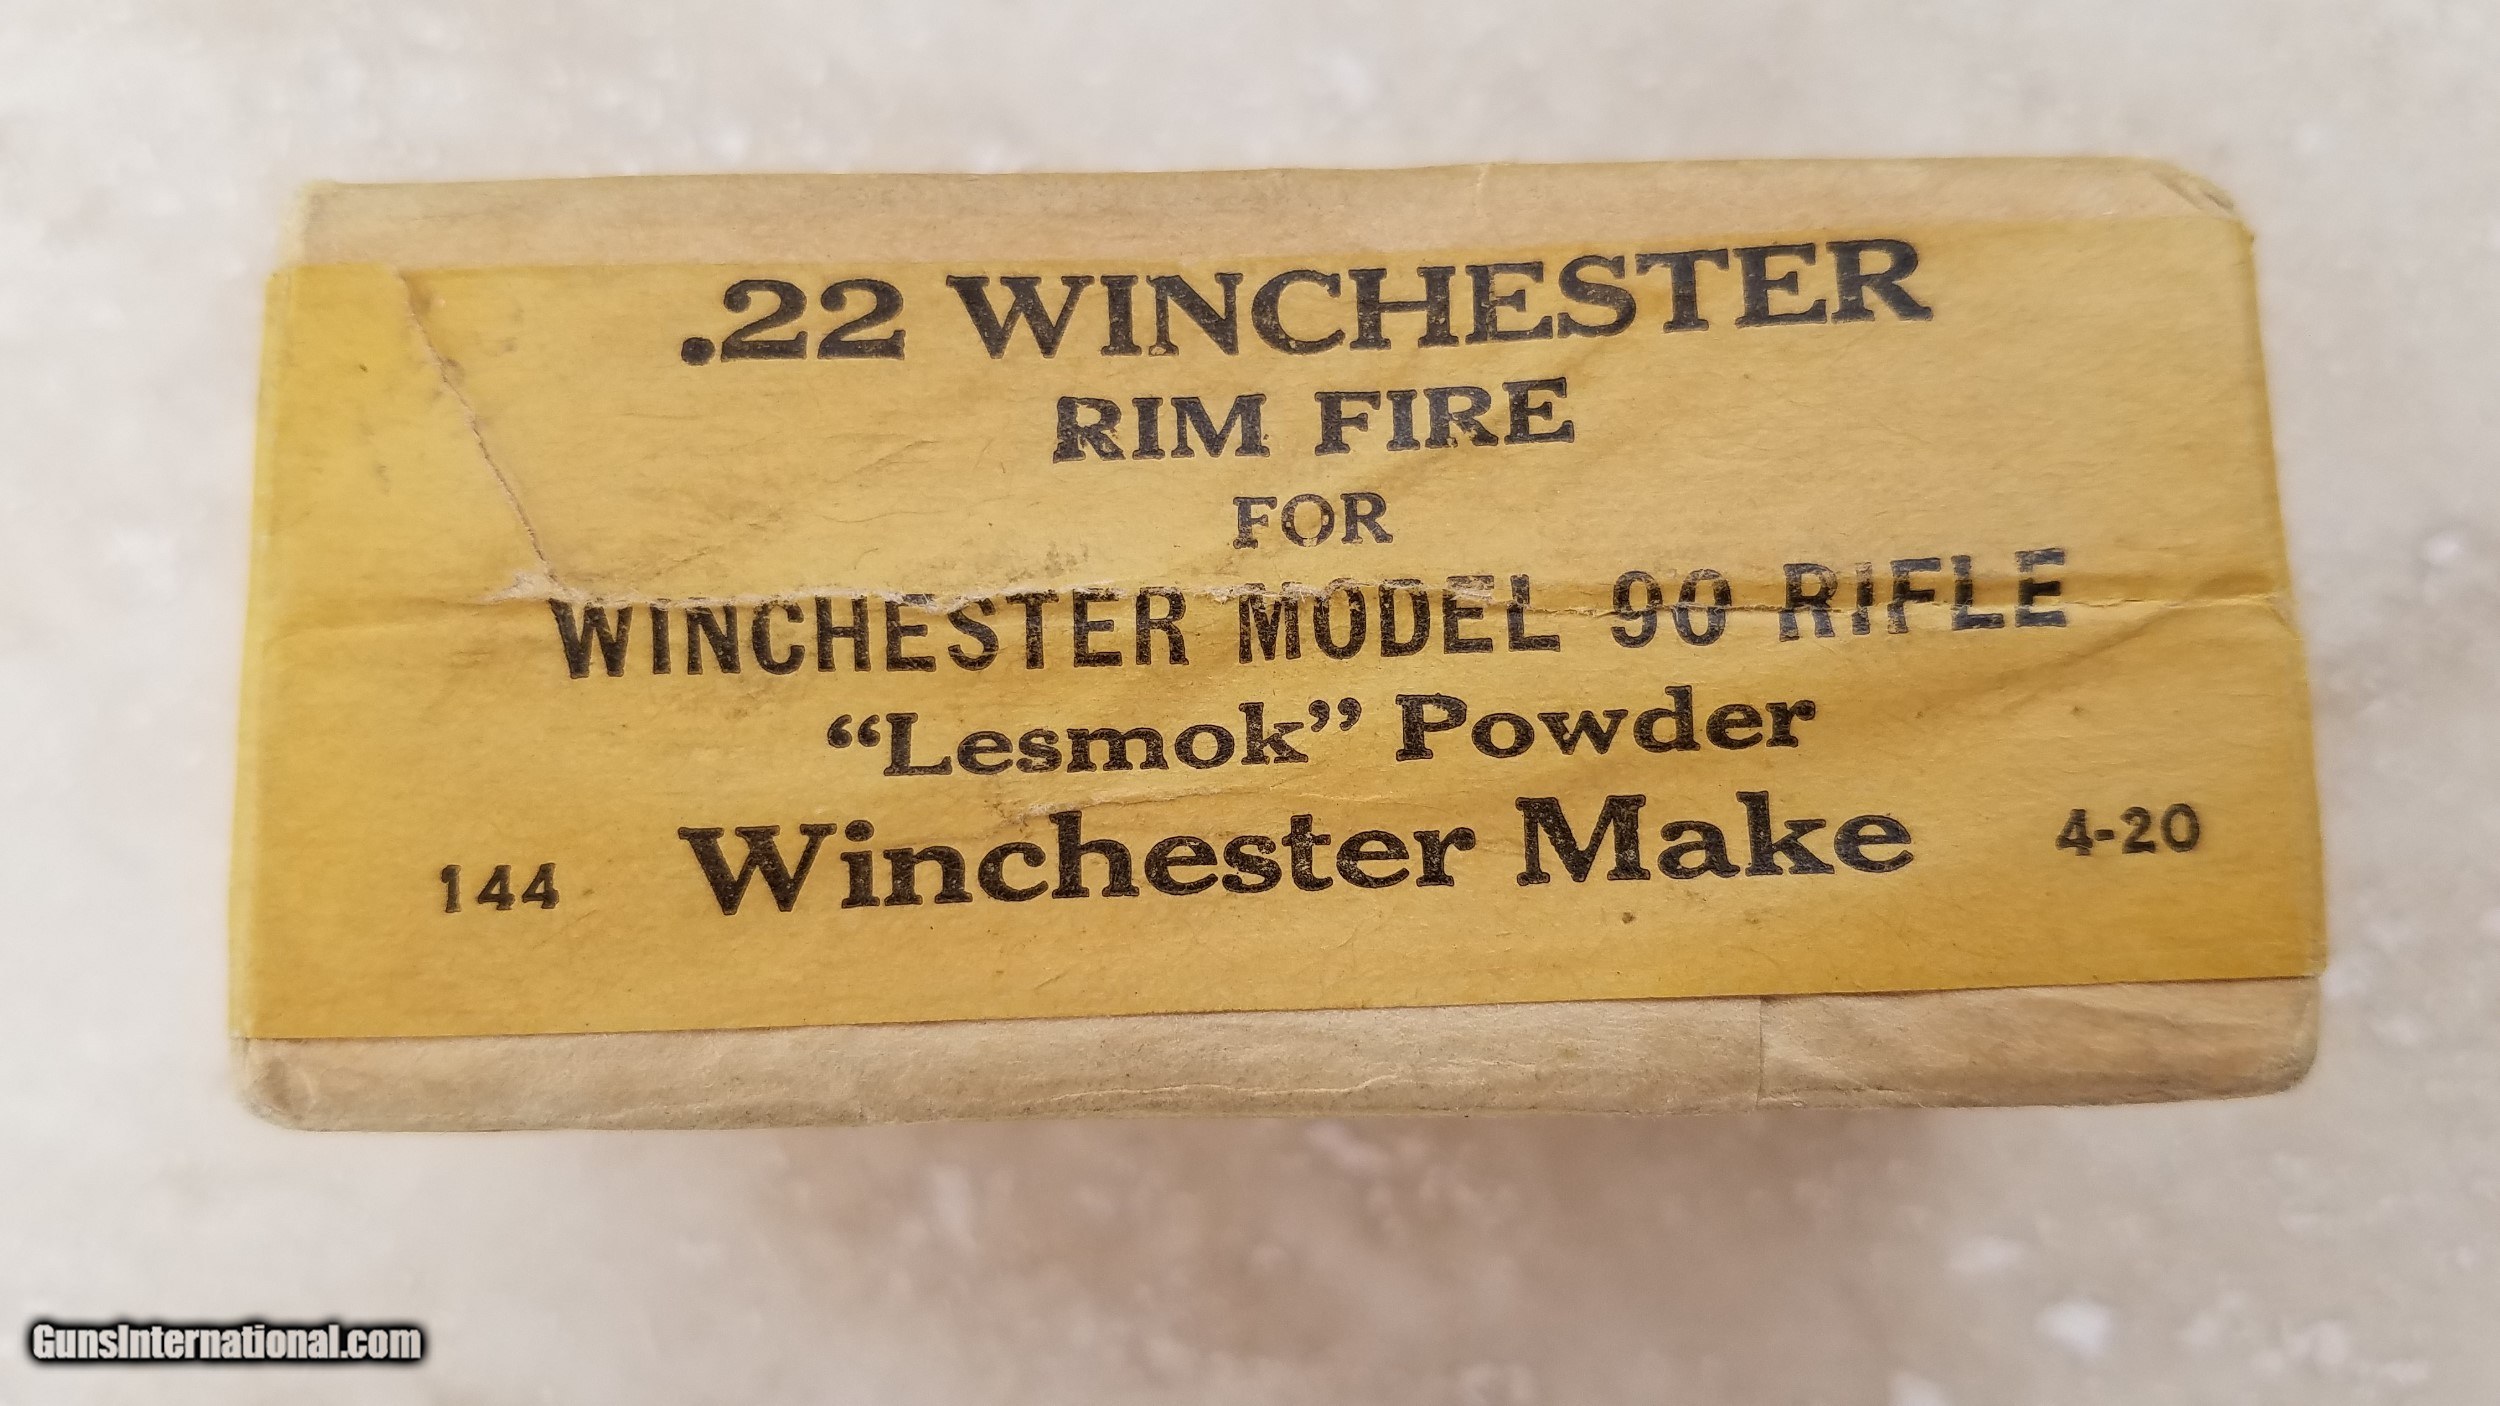 .22 WINCHESTER
RIM FIRE
FOR
WINCHESTER MODEL 90 RIFLE
“Lesmok” Powder
144 Winchester Make 4-20
GunsInternational.com